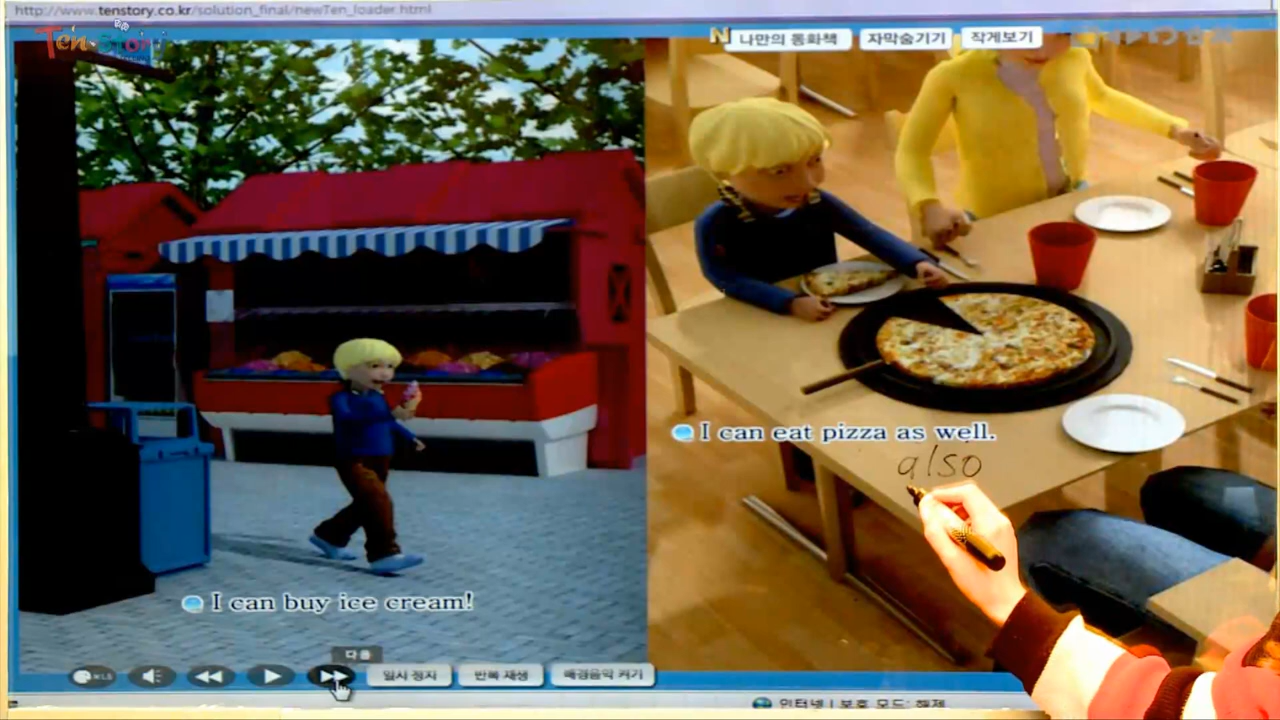 http://www.tenstory.co.kr/solution_final/newTen_loader.html
Ten Story
나만의 동화책
자막숨기기
작게보기
I can eat pizza as well.
also
I can buy ice cream!
다음
일시 정지
반복 재생
배경음악 켜기
인터넷 | 보호 모드: 해제